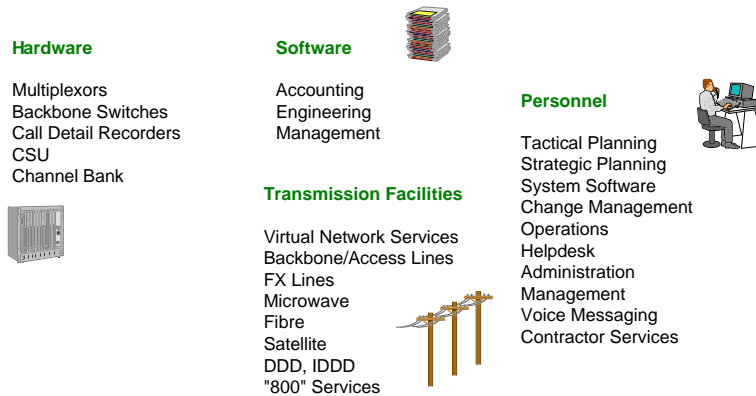 Hardware
Multiplexors
Backbone Switches
Call Detail Recorders
CSU
Channel Bank
Software
Accounting
Engineering
Management
Transmission Facilities
Virtual Network Services
Backbone/Access Lines
FX Lines
Microwave
Fibre
Satellite
DDD, IDDD
"800" Services
Personnel
Tactical Planning
Strategic Planning
System Software
Change Management
Operations
Helpdesk
Administration
Management
Voice Messaging
Contractor Services